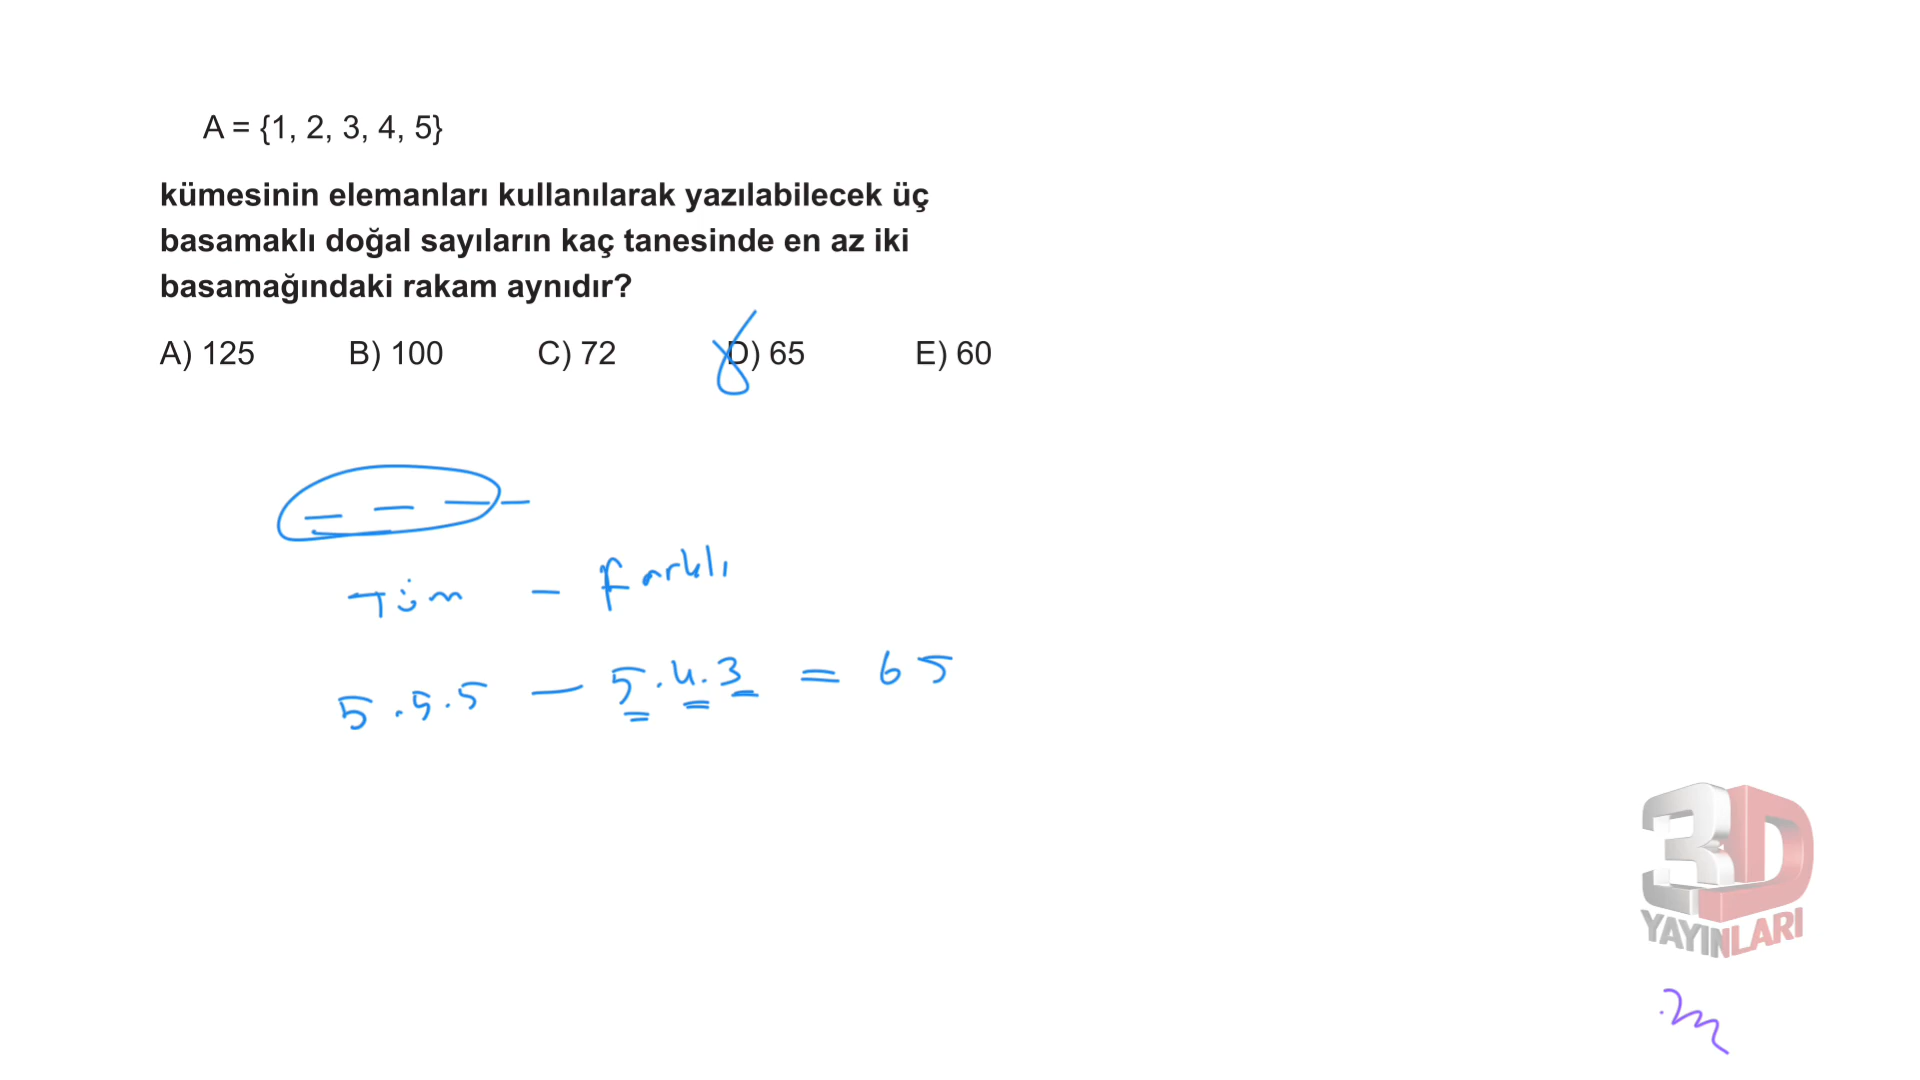 A = {1, 2, 3, 4, 5}
kümesinin elemanları kullanılarak yazılabilecek üç
basamaklı doğal sayıların kaç tanesinde en az iki
basamağındaki rakam aynıdır?
A) 125 B) 100 C) 72 D) 65 E) 60
Tüm - farklı
5.5.5 - 5.4.3 = 65
3D
YAYINLARI